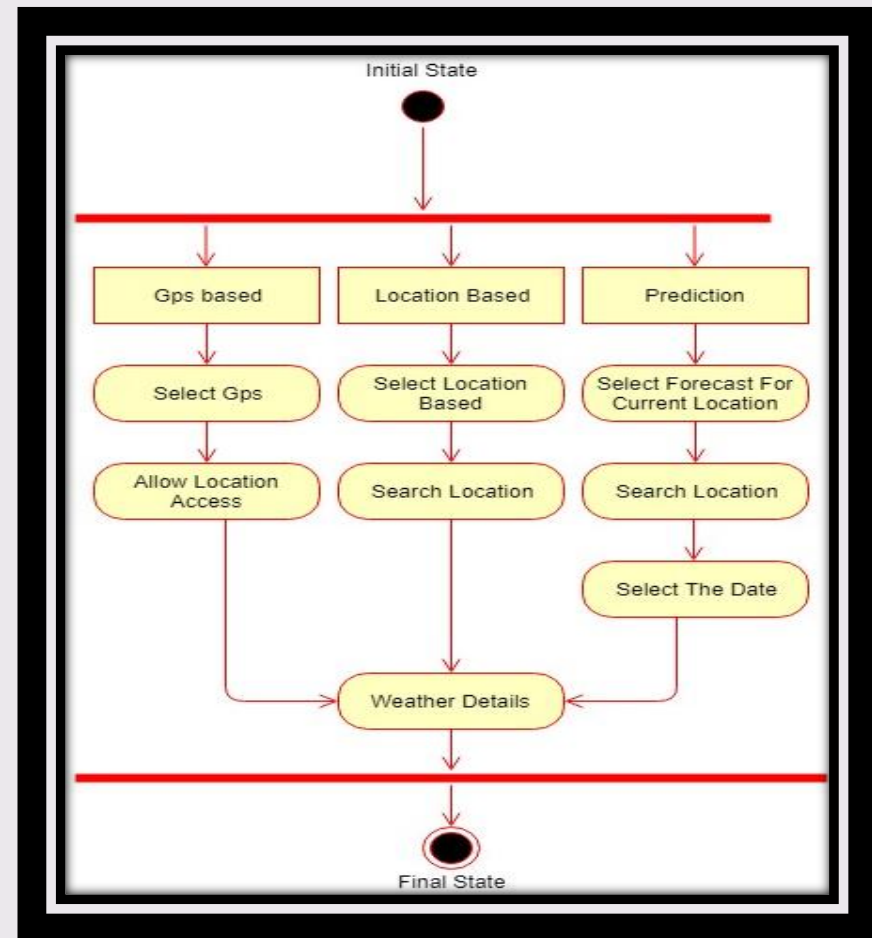 Initial State
Gps based
Location Based
Prediction
Select Gps
Select Location
Based
Select Forecast For
Current Location
Allow Location
Access
Search Location
Search Location
Select The Date
Weather Details
Final State